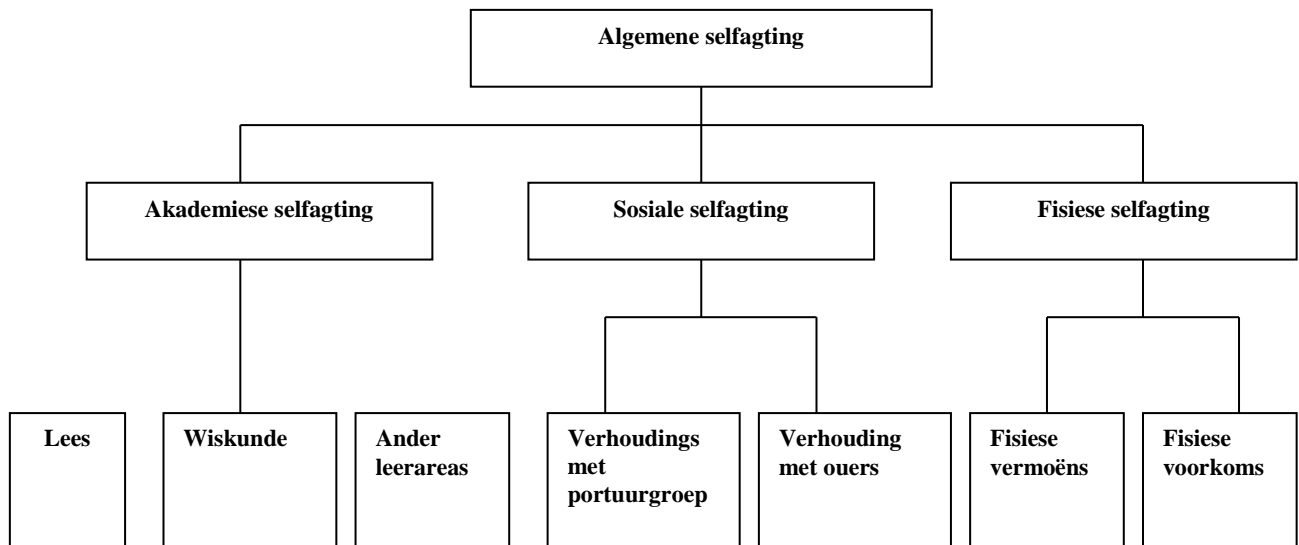 Algemene selfagting
Akademiese selfagting
Sosiale selfagting
Fisiese selfagting
Lees
Wiskunde
Ander
leerareas
Verhoudings
met
portuurgroep
Verhouding
met ouers
Fisiese
vermoëns
Fisiese
voorkoms